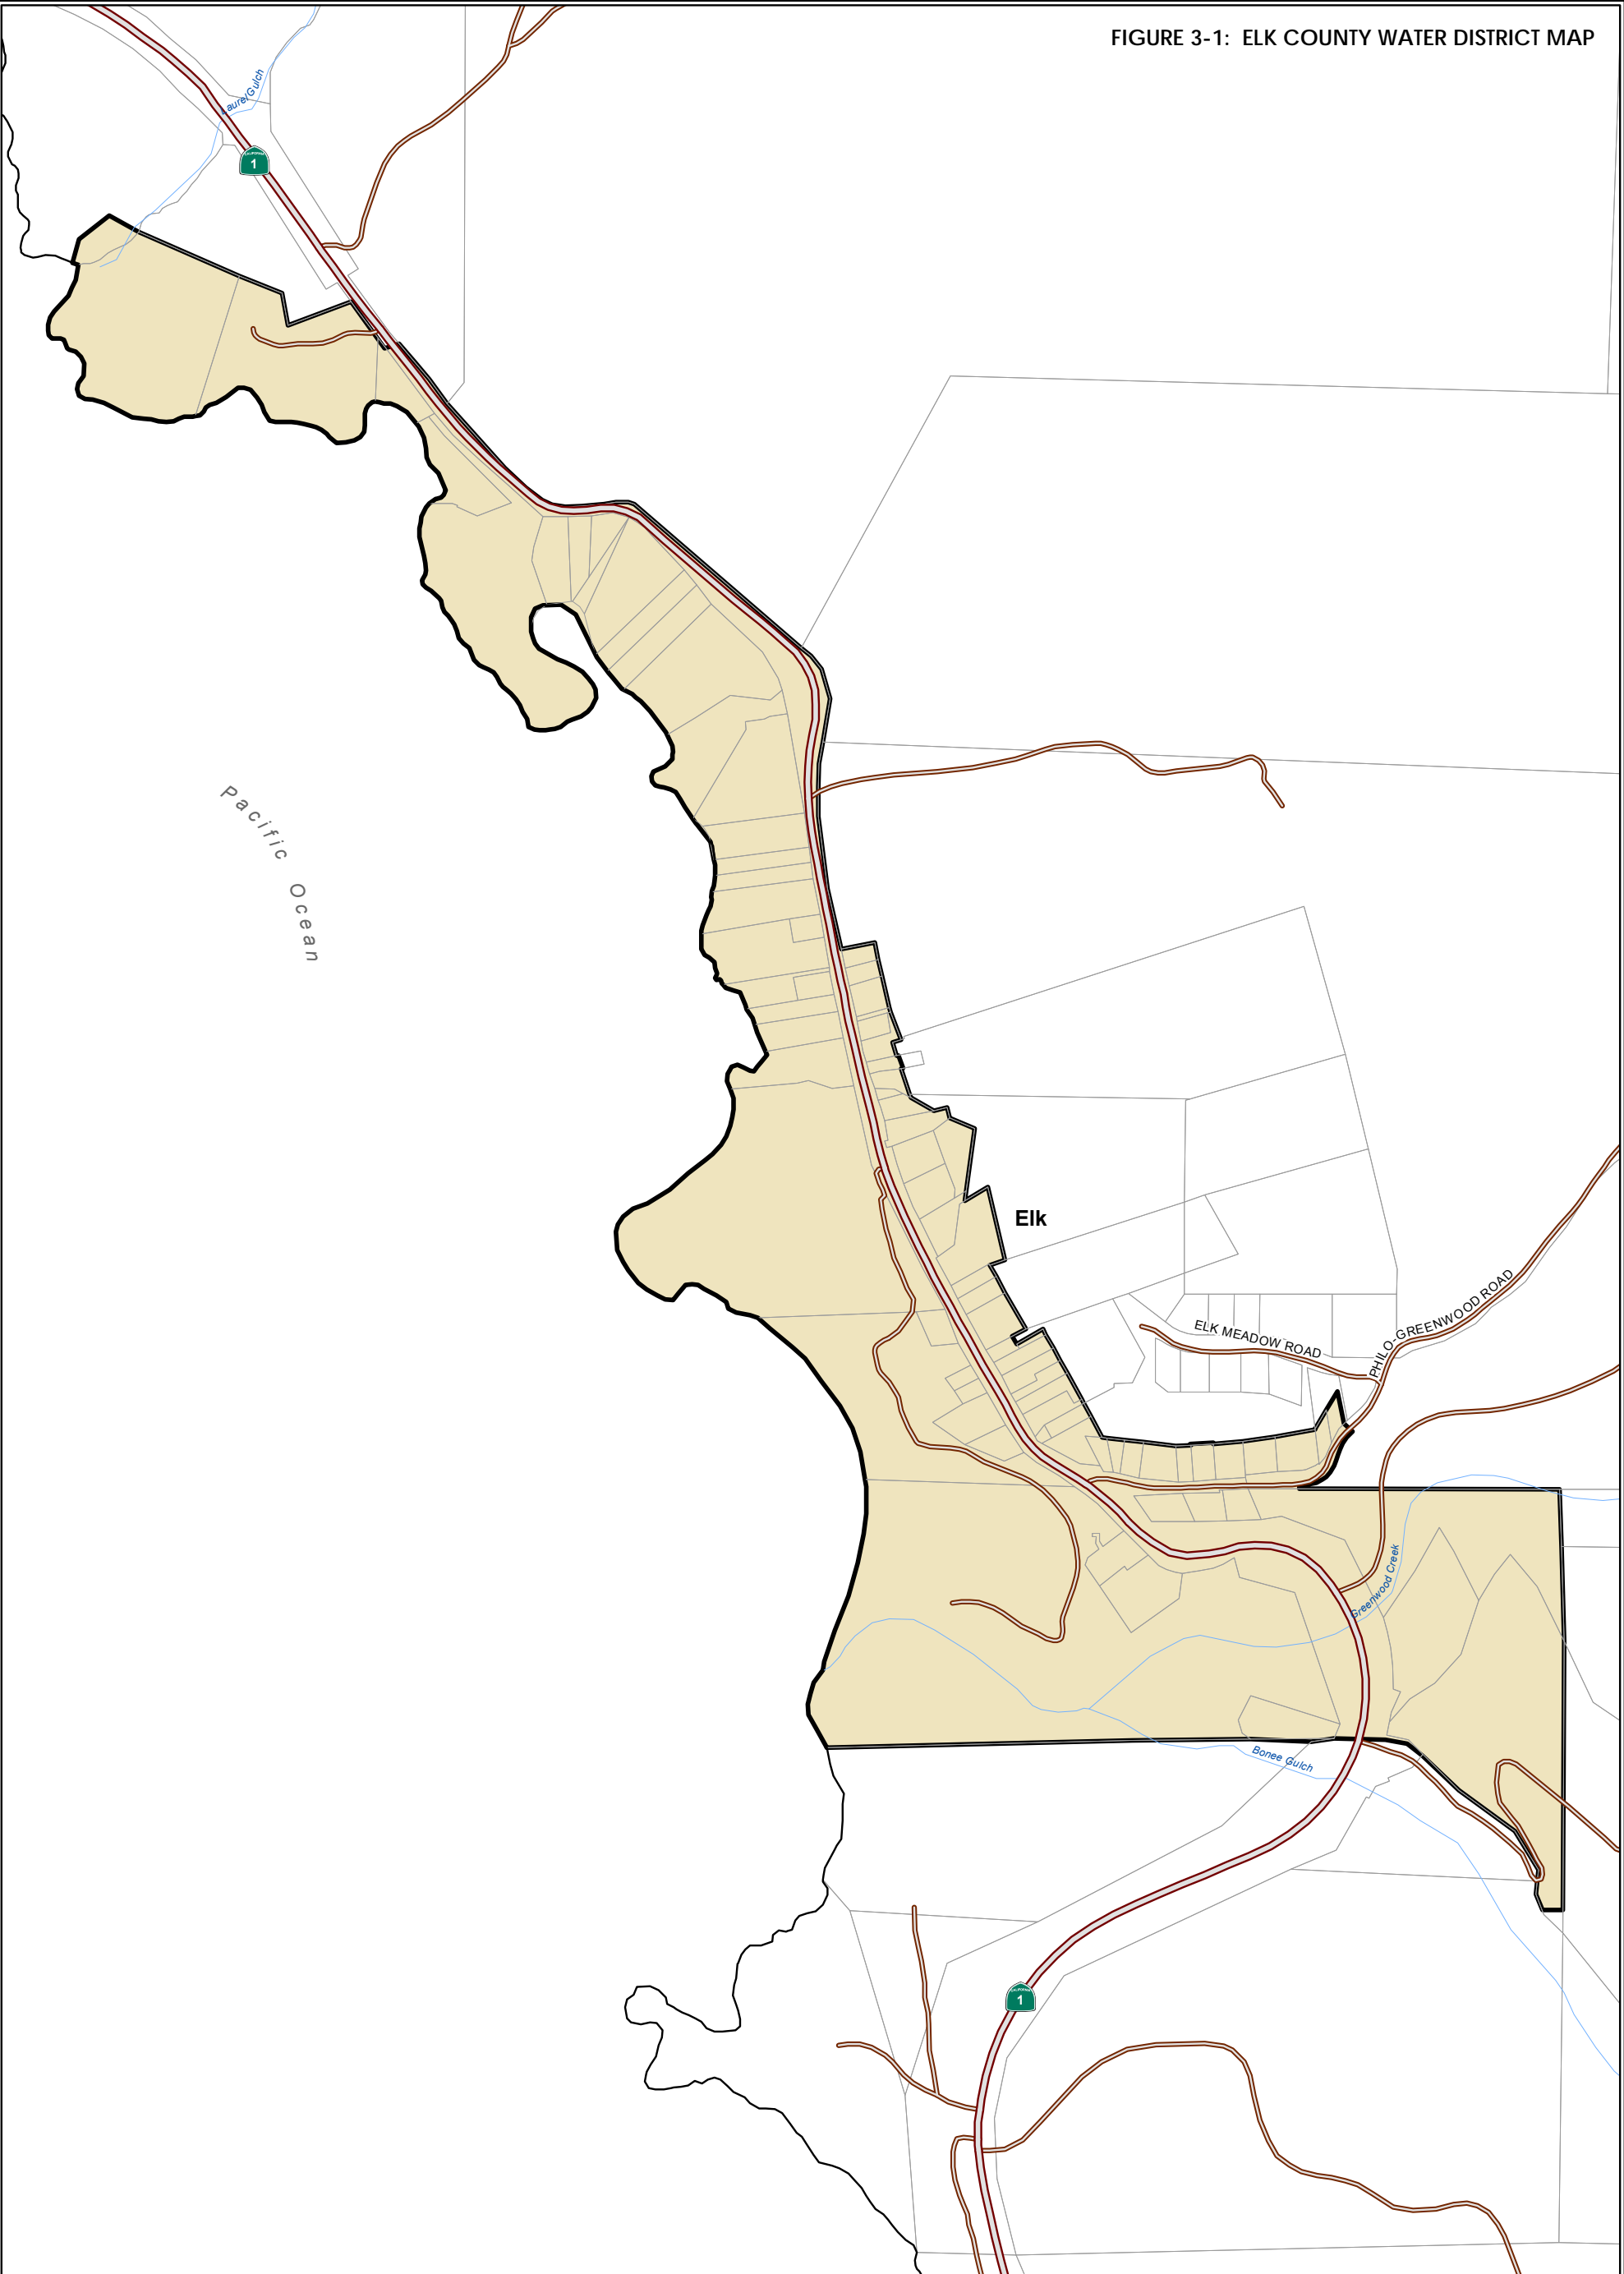 FIGURE 3-1: ELK COUNTY WATER DISTRICT MAP
Laurel Gulch
1
Pacific Ocean
Elk
ELK MEADOW ROAD
PHILO-GREENWOOD ROAD
Greenwood Creek
Bonee Gulch
1